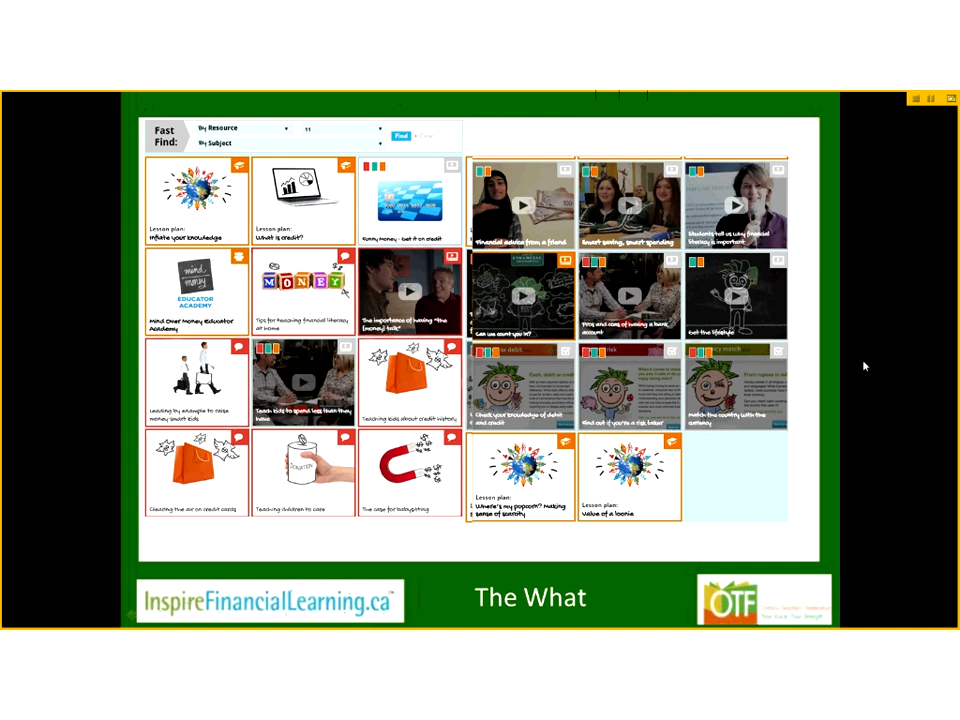 Fast
Find:
By Resource
11
By Subject
Find
Lesson plan:
Inflate your knowledge
Lesson plan:
What is credit?
Funny Money - Get it on credit
Financial advice from a friend
Smart saving, smart spending
Students tell us why financial
literacy is important
mind
money
EDUCATOR
ACADEMY
Mind Over Money Educator
Academy
MONEY
Tips for teaching financial literacy
at home
The importance of having "the
(money) talk"
Can we count you in?
Pros and cons of having a bank
account
Get the lifestyle
Leading by example to raise
money smart kids
Teach kids to spend less than they
have
Teaching kids about credit history
Check your knowledge of debit
and credit
Find out if you're a risk taker
Match the country with the
currency
Clearing the air on credit cards
DONATION
Teaching children to care
The case for babysitting
Lesson plan:
Where's my popcorn? Making
sense of scarcity
Lesson plan:
Value of a loonie
InspireFinancialLearning.ca
The What
OTF